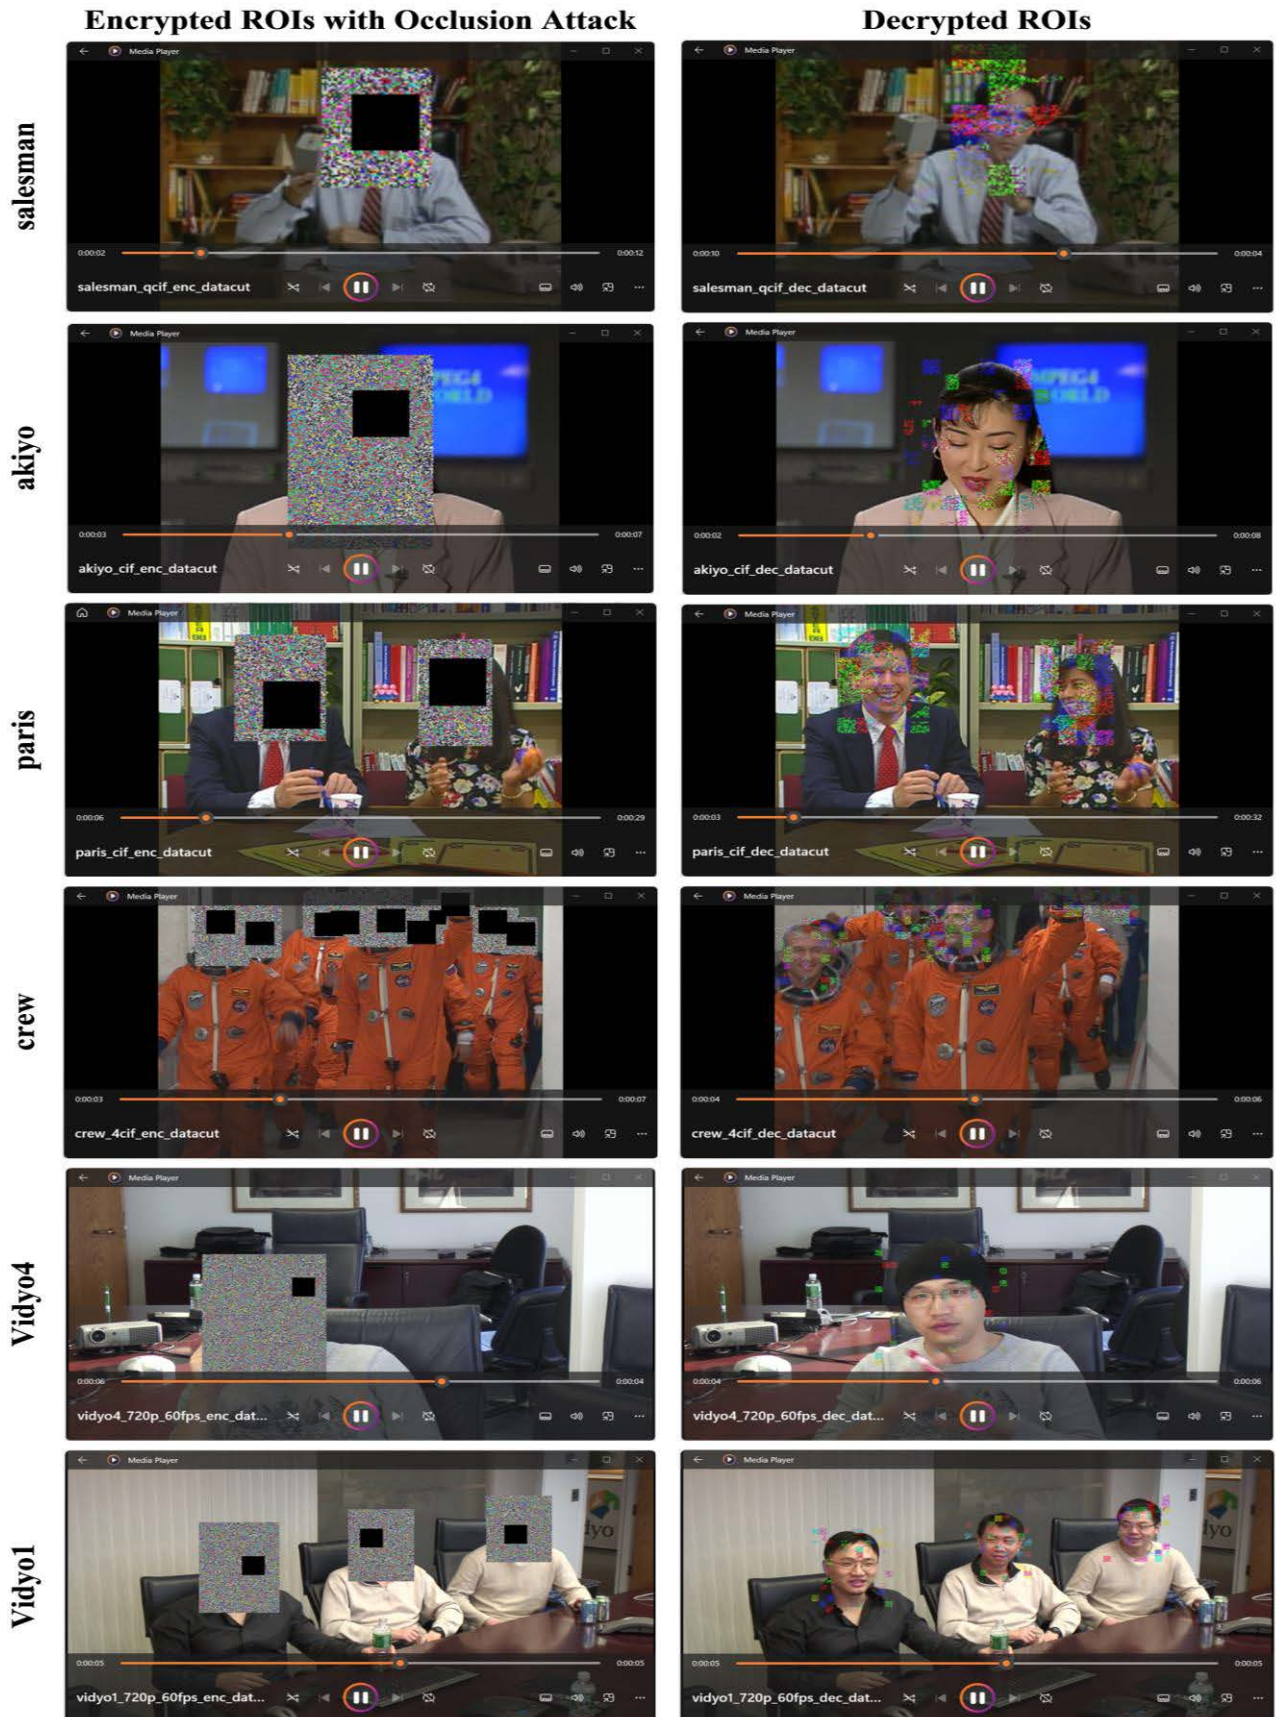 Encrypted ROIs with Occlusion Attack
Decrypted ROIs
salesman
Media Player
0:00:02
0:00:12
salesman_qcif_enc_datacut
Media Player
0:00:10
0:00:04
salesman_qcif_dec_datacut
akiyo
Media Player
0:00:03
0:00:07
akiyo_cif_enc_datacut
Media Player
WORLD
0:00:02
0:00:08
akiyo_cif_dec_datacut
paris
Media Player
0:00:06
0:00:29
paris_cif_enc_datacut
Media Player
0:00:03
0:00:32
paris_cif_dec_datacut
crew
Media Player
0:00:03
0:00:07
crew_4cif_enc_datacut
Media Player
0:00:04
0:00:06
crew_4cif_dec_datacut
Vidyo4
Media Player
0:00:06
0:00:04
vidyo4_720p_60fps_enc_dat...
Media Player
0:00:04
0:00:06
vidyo4_720p_60fps_dec_dat...
Vidyo1
Media Player
0:00:05
0:00:05
vidyo1_720p_60fps_enc_dat...
Media Player
0:00:05
0:00:05
vidyo1_720p_60fps_dec_dat...